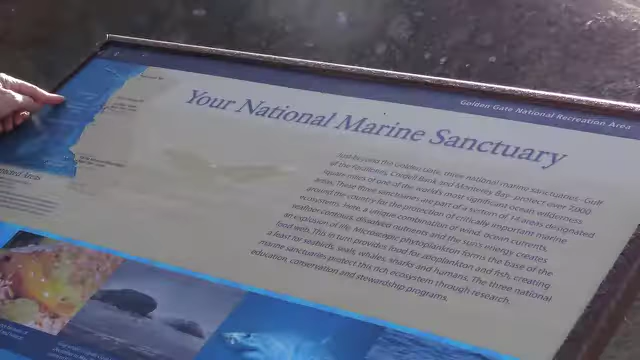 Golden Gate National Recreation Area
Your National Marine Sanctuary
Just beyond the Golden Gate, three national marine sanctuaries - Gulf
of the Farallones, Cordell Bank and Monterey Bay - protect over 7,000
square miles of one of the world's most significant ocean wilderness
areas. These three sanctuaries are part of a system of 14 areas designated
around the country for the protection of critically important marine
ecosystems. Here, a unique combination of wind, ocean currents,
seafloor contours, dissolved nutrients and the sun's energy creates
an explosion of life. Microscopic phytoplankton forms the base of the
food web. This in turn provides food for zooplankton and fish, creating
a feast for seabirds, seals, whales, sharks and humans. The three national
marine sanctuaries protect this rich ecosystem through research,
education, conservation and stewardship programs.